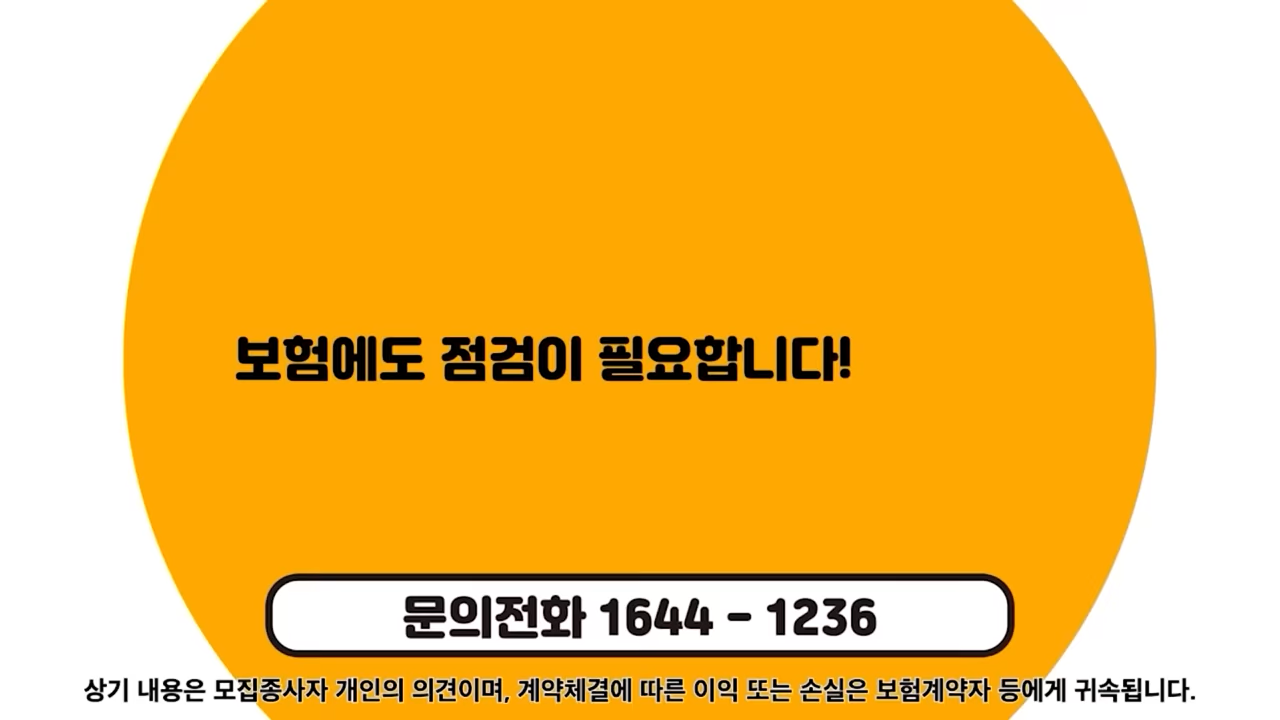 보험에도 점검이 필요합니다!
문의전화 1644 - 1236
상기 내용은 모집종사자 개인의 의견이며, 계약체결에 따른 이익 또는 손실은 보험계약자 등에게 귀속됩니다.